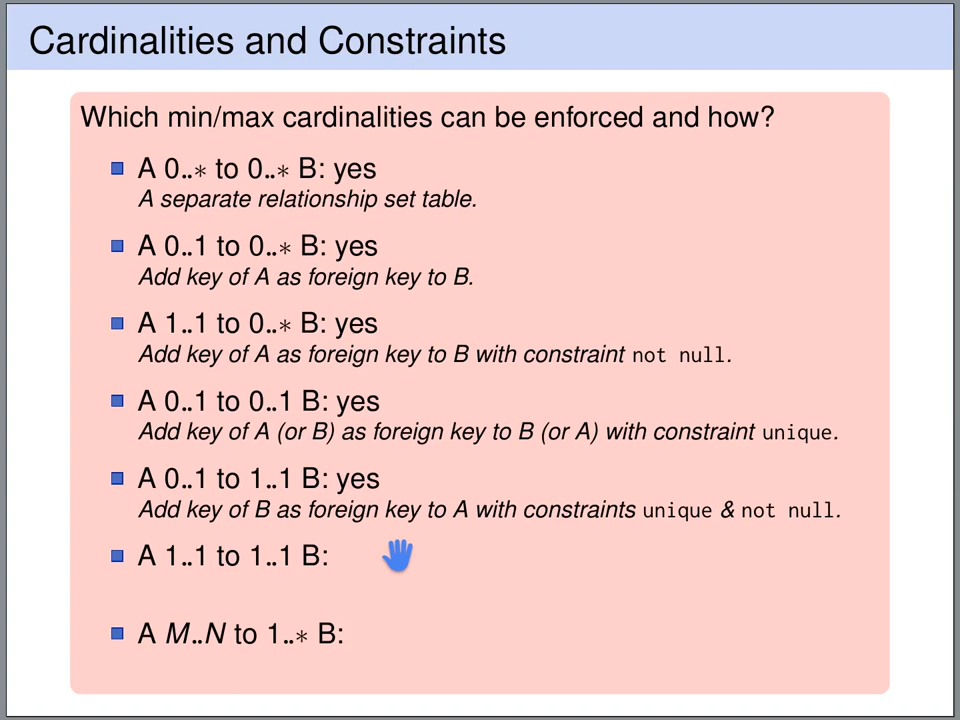 Cardinalities and Constraints
Which min/max cardinalities can be enforced and how?
A 0..∗ to 0..∗ B: yes
A separate relationship set table.
A 0..1 to 0..∗ B: yes
Add key of A as foreign key to B.
A 1..1 to 0..∗ B: yes
Add key of A as foreign key to B with constraint not null.
A 0..1 to 0..1 B: yes
Add key of A (or B) as foreign key to B (or A) with constraint unique.
A 0..1 to 1..1 B: yes
Add key of B as foreign key to A with constraints unique & not null.
A 1..1 to 1..1 B:
A M..N to 1..∗ B: